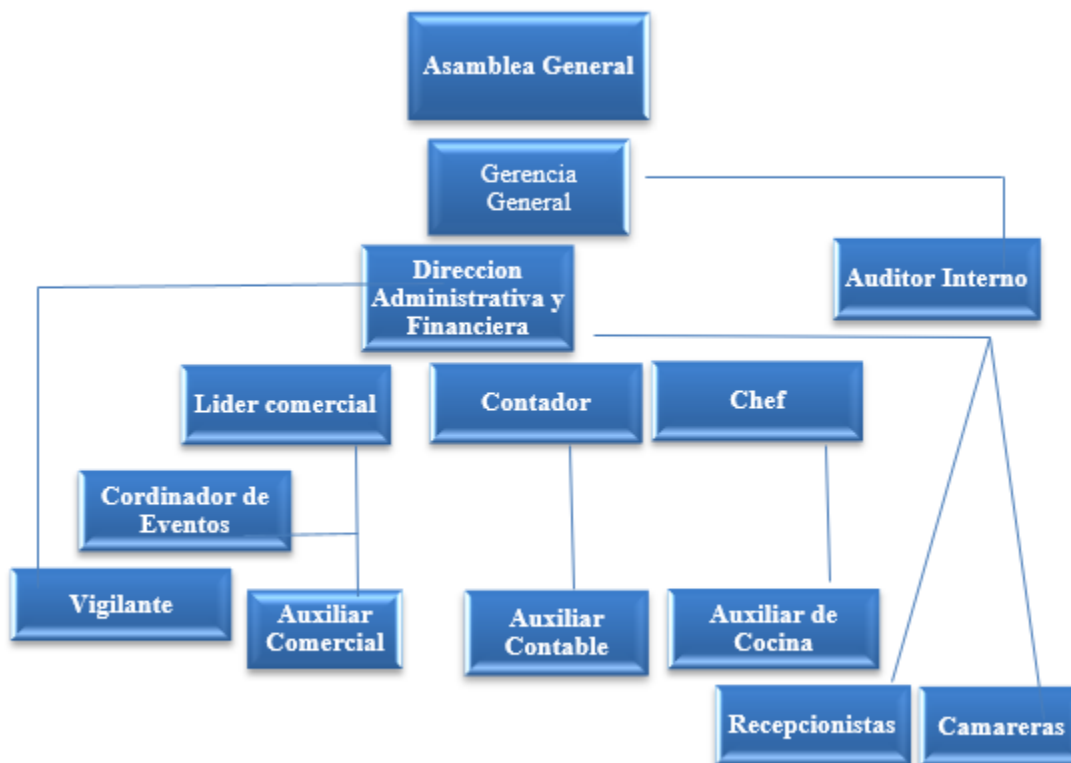 Asamblea General
Gerencia
General
Direccion
Administrativa y
Financiera
Auditor Interno
Lider comercial
Contador
Chef
Cordinador de
Eventos
Vigilante
Auxiliar
Comercial
Auxiliar
Contable
Auxiliar de
Cocina
Recepcionistas
Camareras